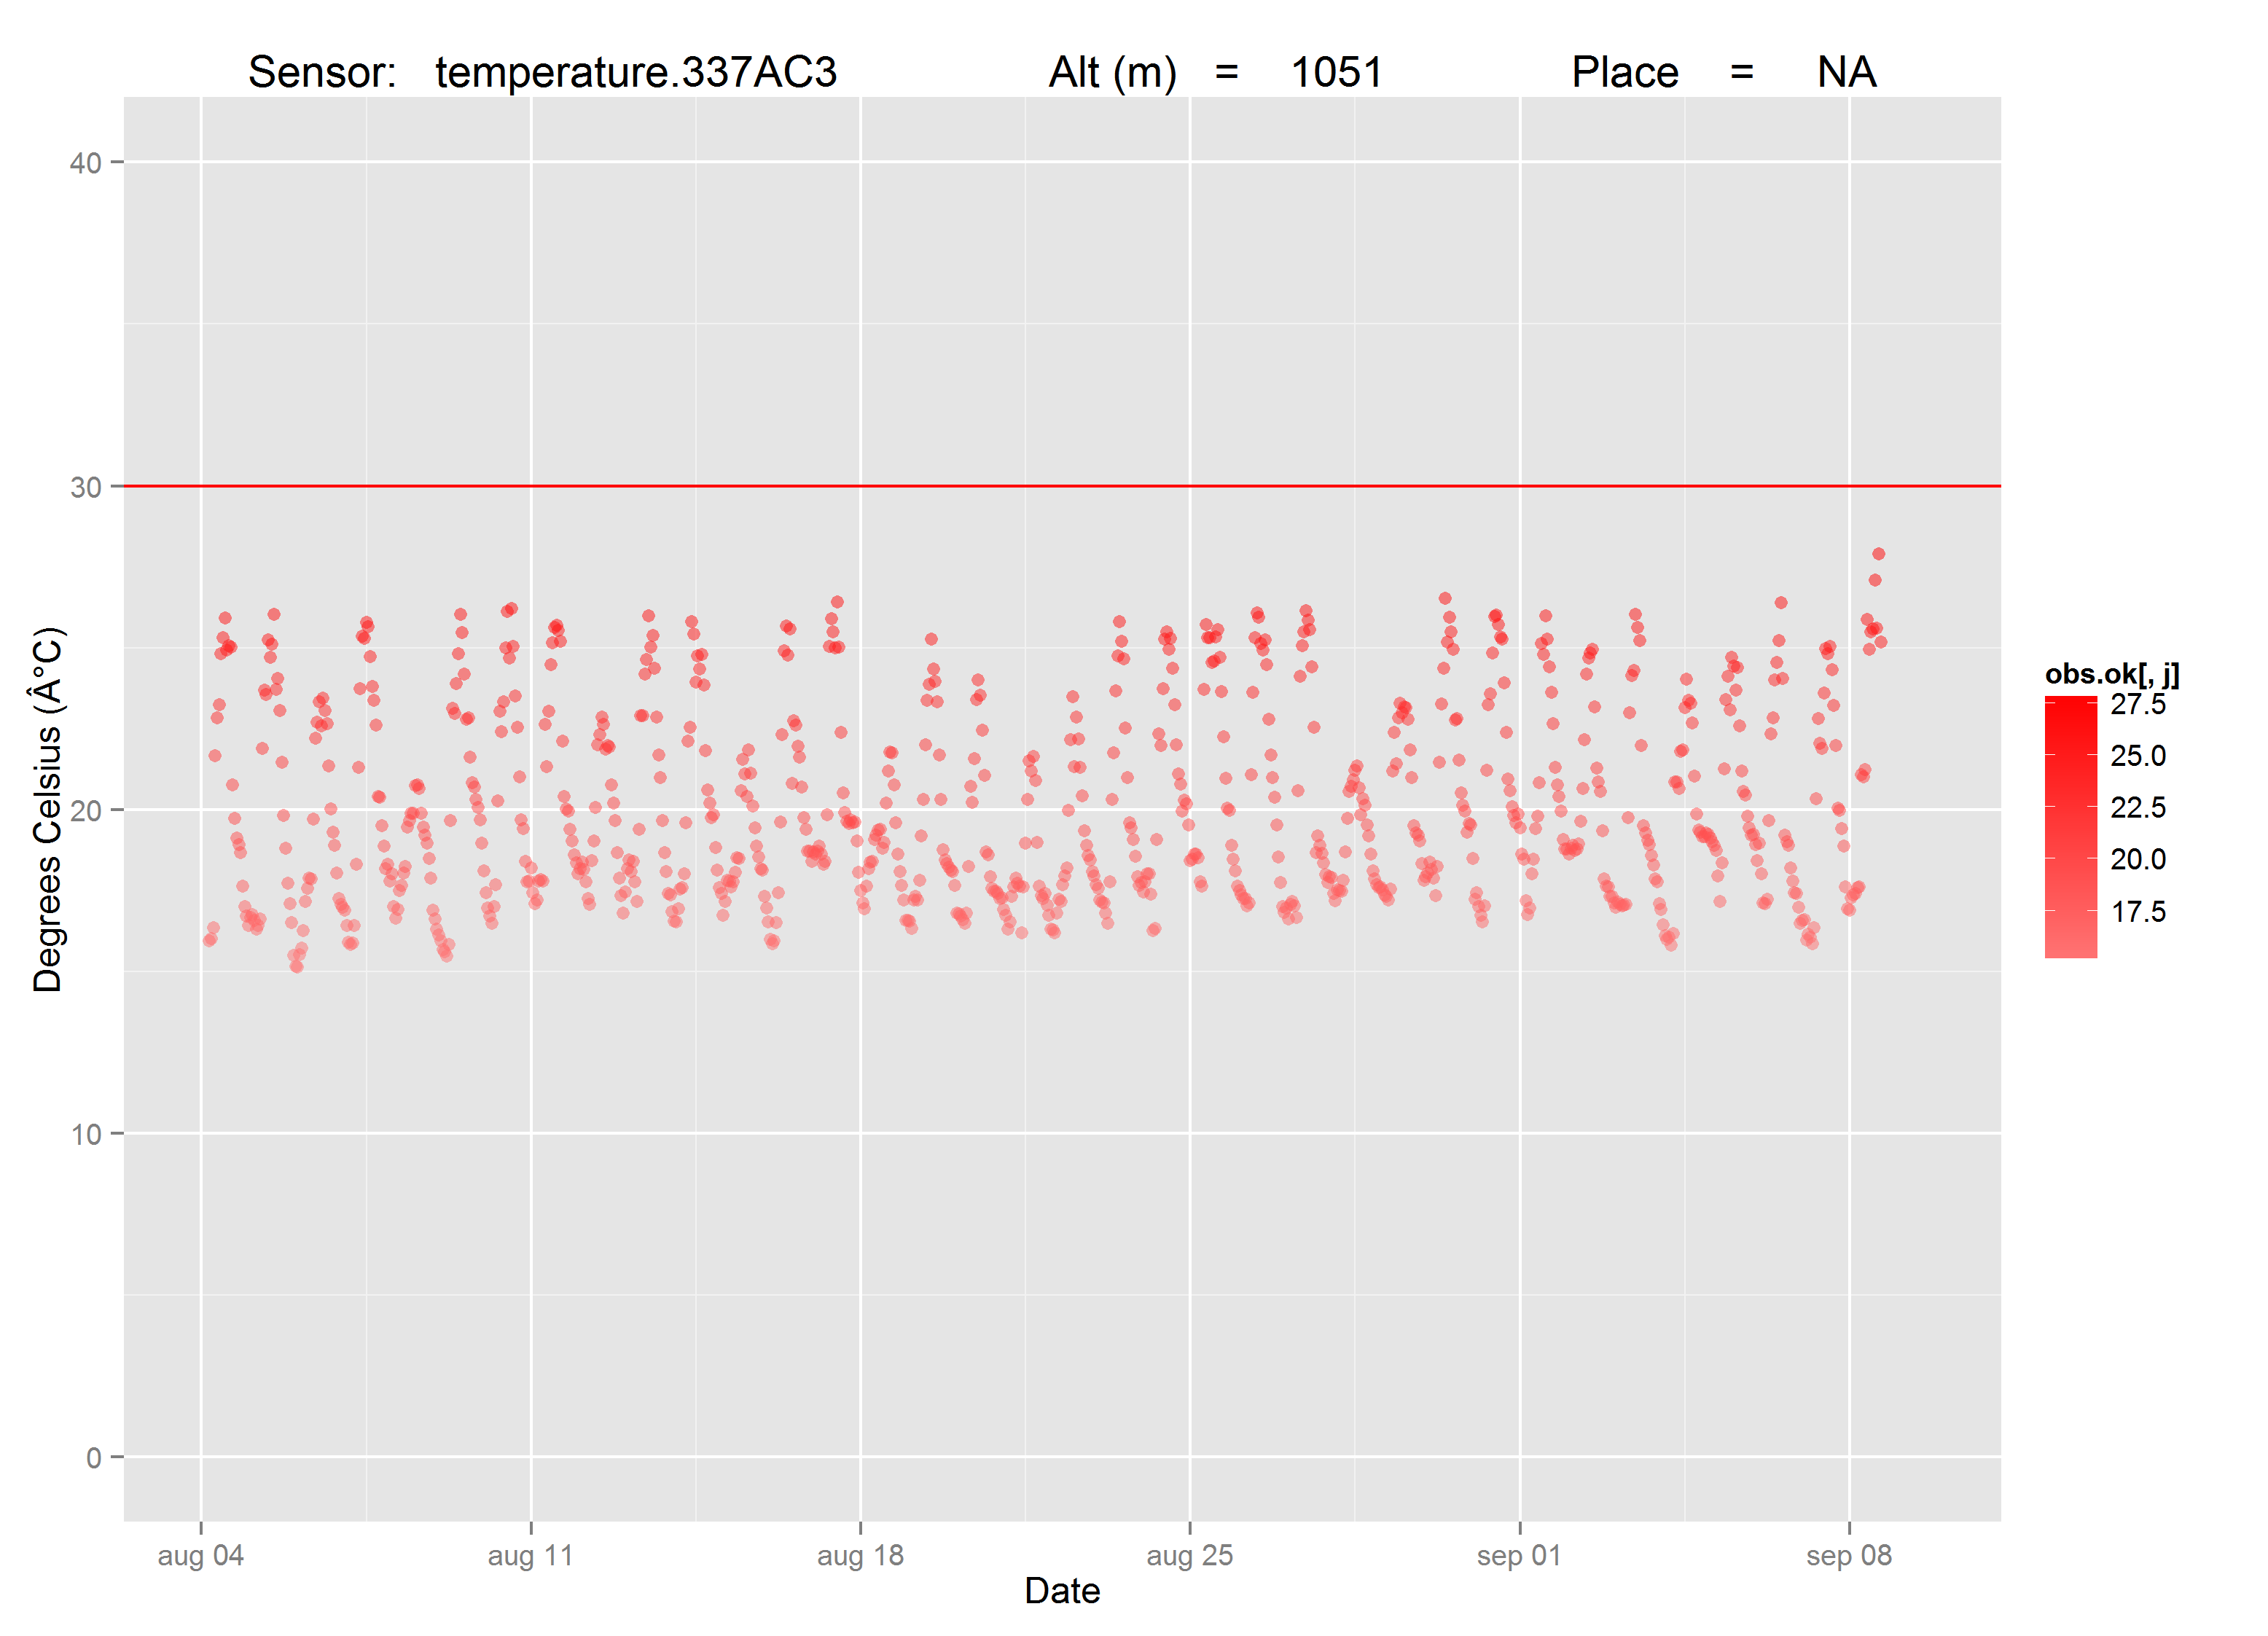 Sensor: temperature.337AC3 Alt (m) = 1051 Place = NA
Degrees Celsius (Â°C)
40
30
20
10
0
aug 04 aug 11 aug 18 aug 25 sep 01 sep 08
Date
obs.ok[, j]
27.5
25.0
22.5
20.0
17.5